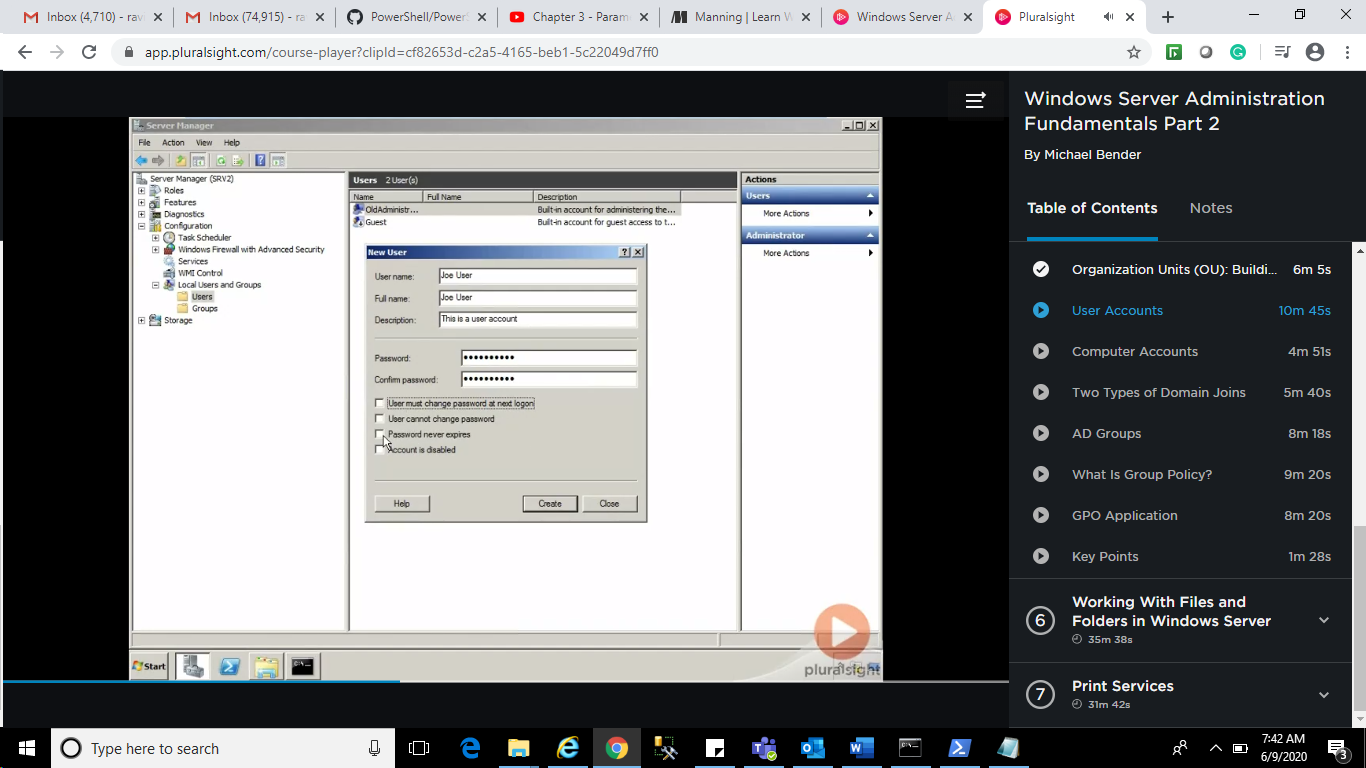 Inbox (4,710) - rav
Inbox (74,915) - ra
PowerShell/Power
Chapter 3 - Param
Manning | Learn W
Windows Server A
Pluralsight
app.pluralsight.com/course-player?clipId=cf82653d-c2a5-4165-beb1-5c22049d7ff0
Server Manager
File Action View Help
Server Manager (SRV2)
Roles
Features
Diagnostics
Configuration
Task Scheduler
Windows Firewall with Advanced Security
Services
WMI Control
Local Users and Groups
Users
Groups
Storage
Users 2 User(s)
Name Full Name Description
OldAdministr... Built-in account for administering the...
Guest Built-in account for guest access to t...
New User
User name: Joe User
Full name: Joe User
Description: This is a user account
Password:
Confirm password:
User must change password at next logon
User cannot change password
Password never expires
Account is disabled
Help Create Close
Actions
Users
More Actions
Administrator
More Actions
Start
pluralsight
Windows Server Administration
Fundamentals Part 2
By Michael Bender
Table of Contents Notes
Organization Units (OU): Buildi... 6m 5s
User Accounts 10m 45s
Computer Accounts 4m 51s
Two Types of Domain Joins 5m 40s
AD Groups 8m 18s
What Is Group Policy? 9m 20s
GPO Application 8m 20s
Key Points 1m 28s
6 Working With Files and
Folders in Windows Server
35m 38s
7 Print Services
31m 42s
Type here to search
7:42 AM
6/9/2020
3